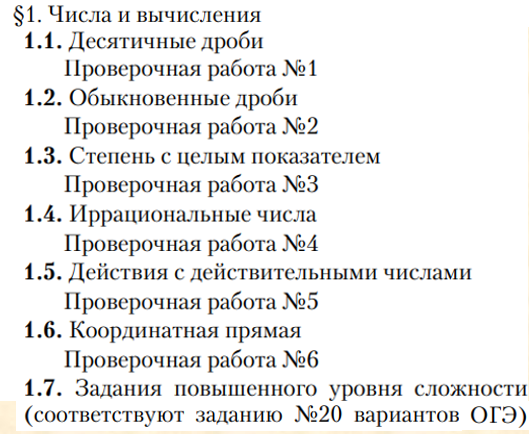 §1. Числа и вычисления
1.1. Десятичные дроби
Проверочная работа №1
1.2. Обыкновенные дроби
Проверочная работа №2
1.3. Степень с целым показателем
Проверочная работа №3
1.4. Иррациональные числа
Проверочная работа №4
1.5. Действия с действительными числами
Проверочная работа №5
1.6. Координатная прямая
Проверочная работа №6
1.7. Задания повышенного уровня сложности
(соответствуют заданию №20 вариантов ОГЭ)